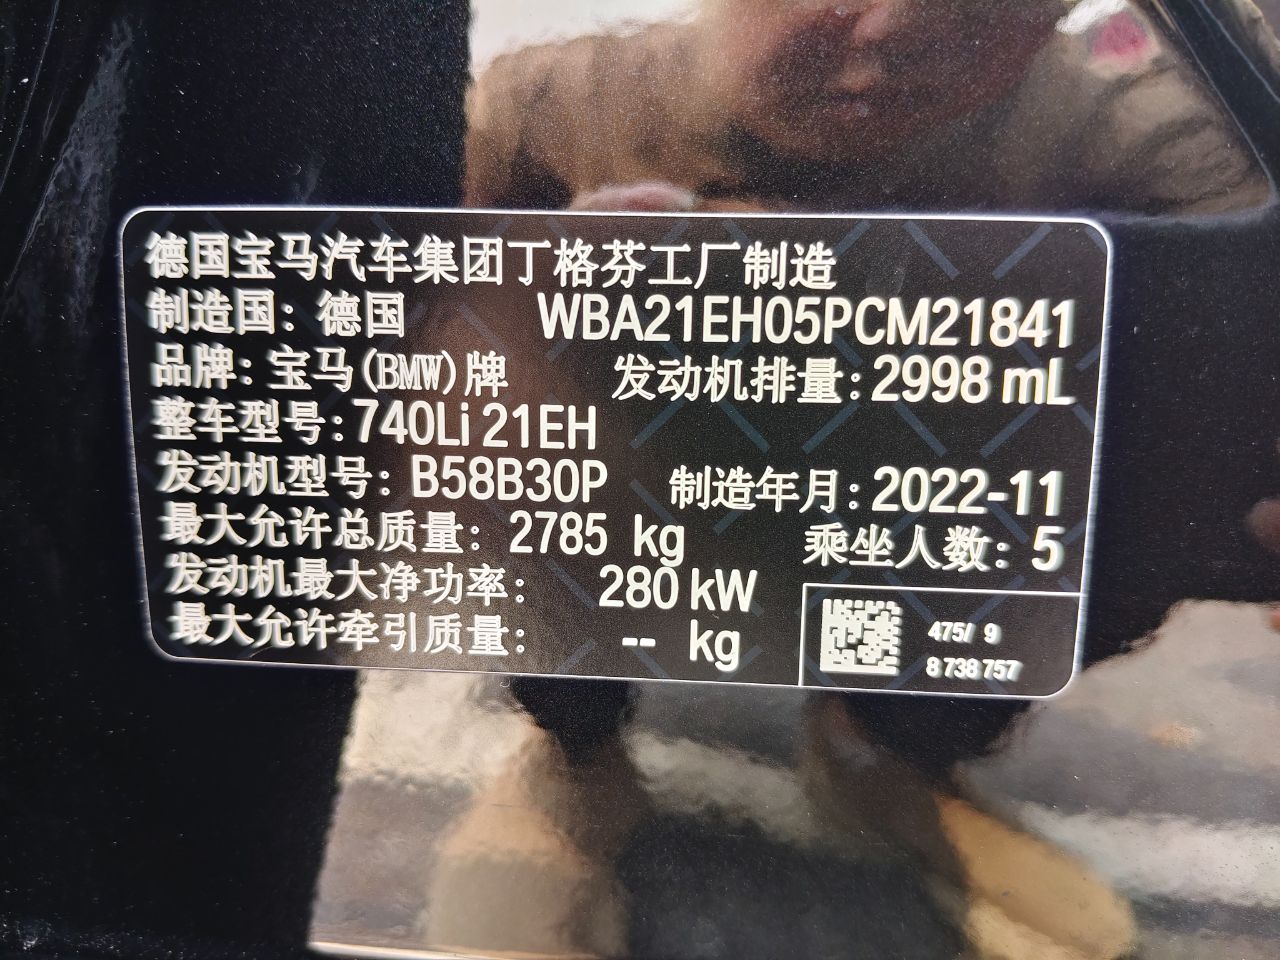 德国宝马汽车集团丁格芬工厂制造
制造国：德国 WBA21EH05PCM21841
品牌：宝马(BMW)牌 发动机排量：2998 mL
整车型号：740Li 21EH
发动机型号：B58B30P 制造年月：2022-11
最大允许总质量：2785 kg 乘坐人数：5
发动机最大净功率：280 kW
最大允许牵引质量：-- kg
475/ 9
8 738 757